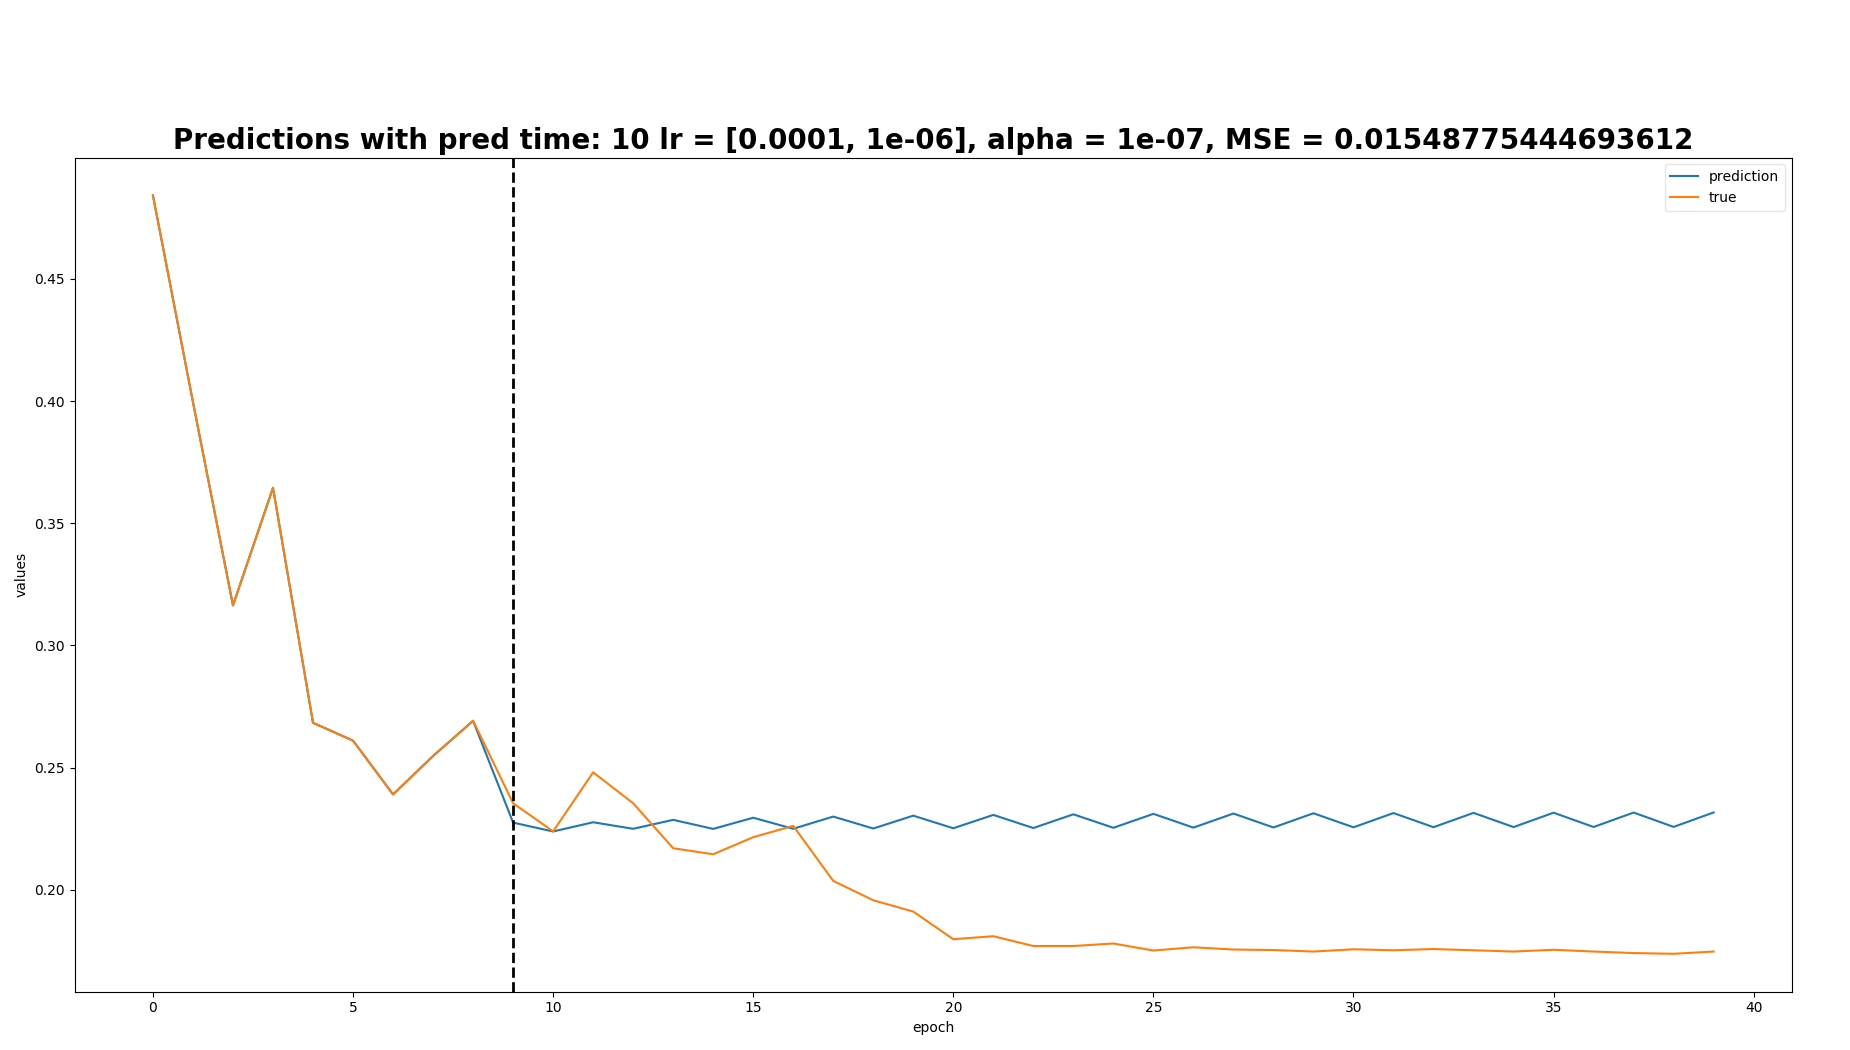 Predictions with pred time: 10 lr = [0.0001, 1e-06], alpha = 1e-07, MSE = 0.01548775444693612
prediction
true
0.45
0.40
0.35
0.30
0.25
0.20
values
0 5 10 15 20 25 30 35 40
epoch